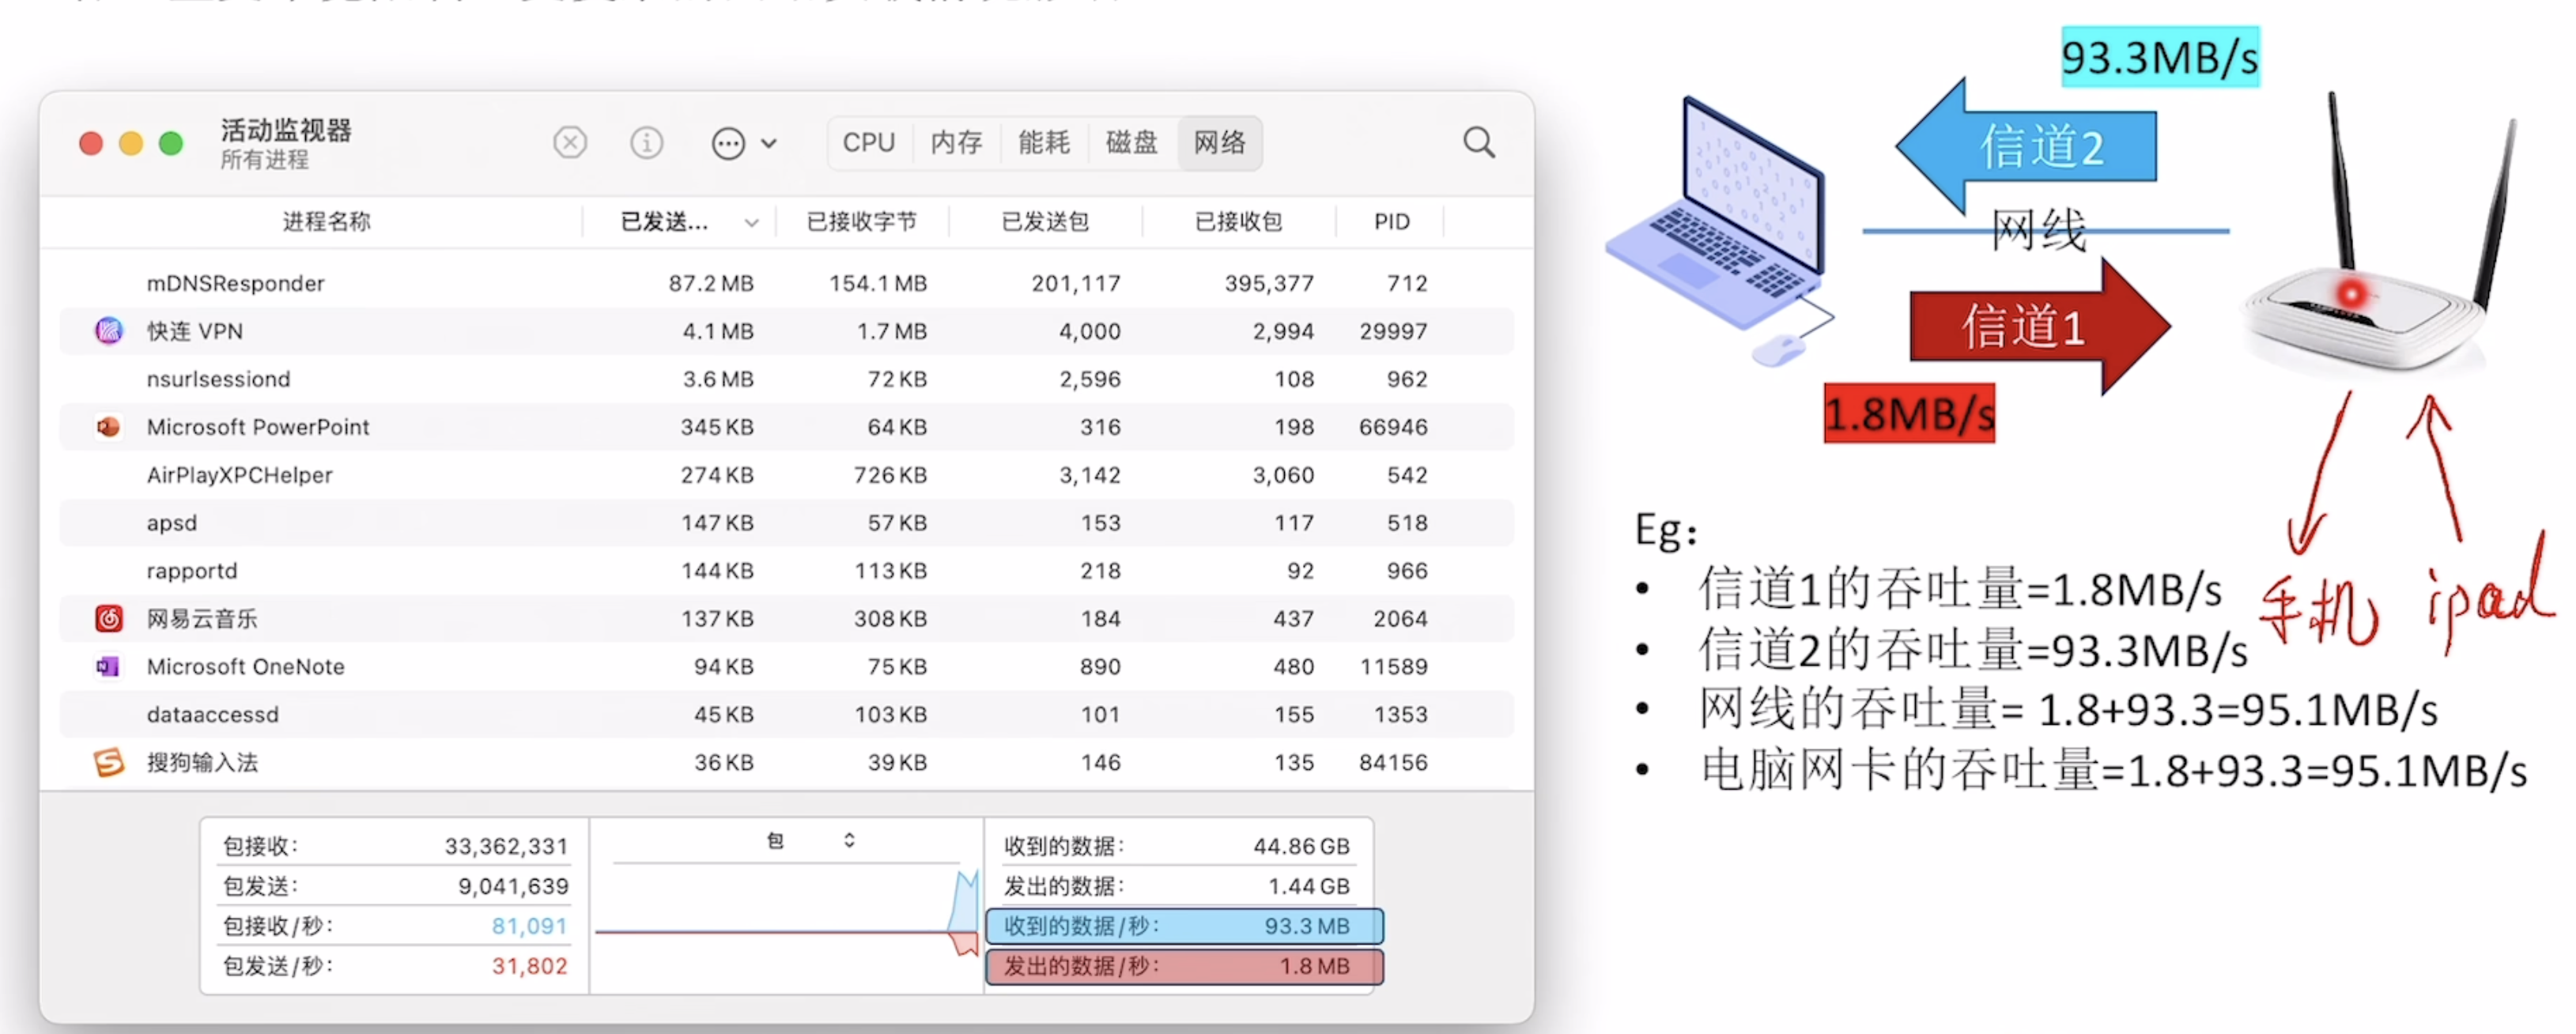 活动监视器
所有进程
CPU 内存 能耗 磁盘 网络
进程名称 已发送... 已接收字节 已发送包 已接收包 PID
mDNSResponder 87.2 MB 154.1 MB 201,117 395,377 712
快连 VPN 4.1 MB 1.7 MB 4,000 2,994 29997
nsurlsessiond 3.6 MB 72 KB 2,596 108 962
Microsoft PowerPoint 345 KB 64 KB 316 198 66946
AirPlayXPCHelper 274 KB 726 KB 3,142 3,060 542
apsd 147 KB 57 KB 153 117 518
rapportd 144 KB 113 KB 218 92 966
网易云音乐 137 KB 308 KB 184 437 2064
Microsoft OneNote 94 KB 75 KB 890 480 11589
dataaccessd 45 KB 103 KB 101 155 1353
搜狗输入法 36 KB 39 KB 146 135 84156
包接收: 33,362,331
包发送: 9,041,639
包接收/秒: 81,091
包发送/秒: 31,802
包
收到的数据: 44.86 GB
发出的数据: 1.44 GB
收到的数据/秒: 93.3 MB
发出的数据/秒: 1.8 MB
93.3MB/s
信道2
网线
信道1
1.8MB/s
手机 ipad
Eg:
• 信道1的吞吐量=1.8MB/s
• 信道2的吞吐量=93.3MB/s
• 网线的吞吐量= 1.8+93.3=95.1MB/s
• 电脑网卡的吞吐量=1.8+93.3=95.1MB/s